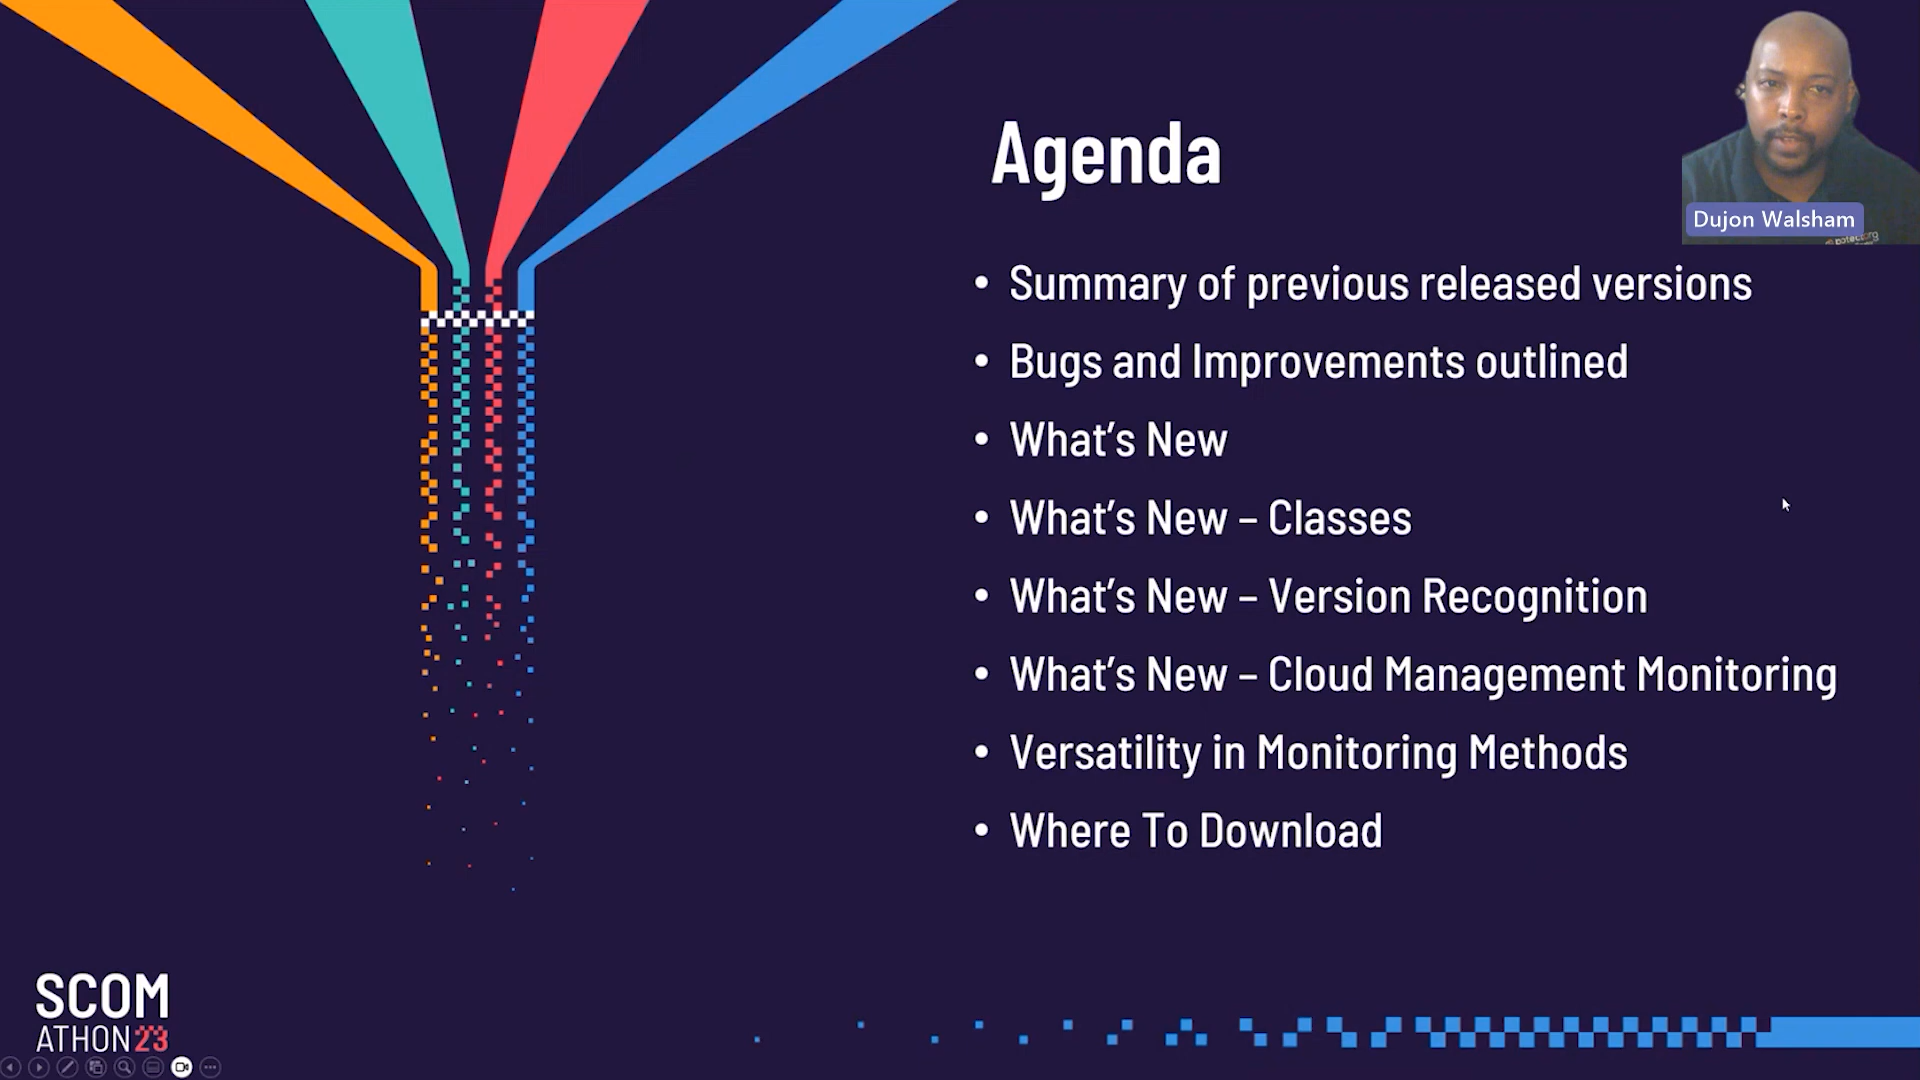 Agenda
Dujon Walsham
• Summary of previous released versions
• Bugs and Improvements outlined
• What’s New
• What’s New – Classes
• What’s New – Version Recognition
• What’s New – Cloud Management Monitoring
• Versatility in Monitoring Methods
• Where To Download
SCOM
ATHON23